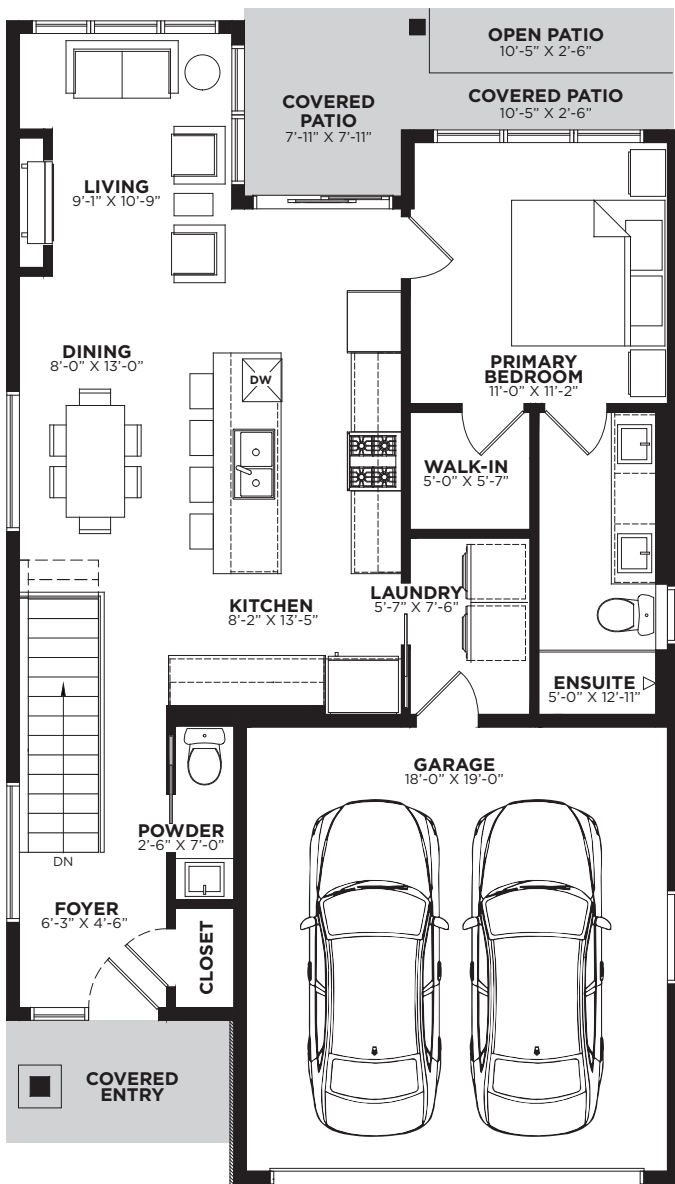 OPEN PATIO
10'-5" X 2'-6"
COVERED PATIO
10'-5" X 2'-6"
COVERED
PATIO
7'-11" X 7'-11"
LIVING
9'-1" X 10'-9"
DINING
8'-0" X 13'-0"
DW
PRIMARY
BEDROOM
11'-0" X 11'-2"
WALK-IN
5'-0" X 5'-7"
KITCHEN
8'-2" X 13'-5"
LAUNDRY
5'-7" X 7'-6"
ENSUITE
5'-0" X 12'-11"
GARAGE
18'-0" X 19'-0"
POWDER
2'-6" X 7'-0"
DN
FOYER
6'-3" X 4'-6"
CLOSET
COVERED
ENTRY